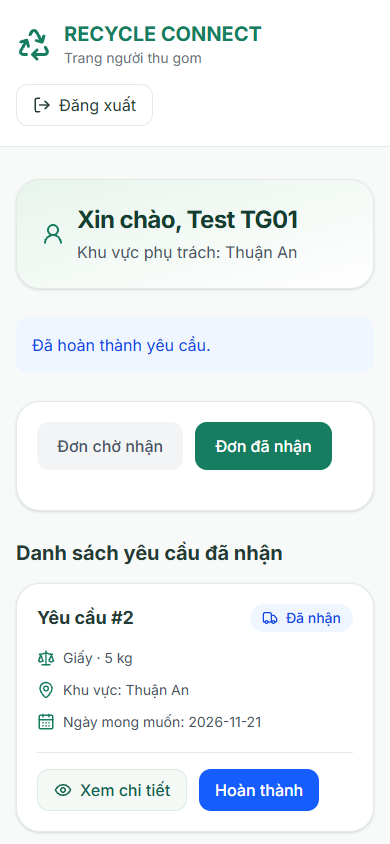 RECYCLE CONNECT
Trang người thu gom
Đăng xuất
Xin chào, Test TG01
Khu vực phụ trách: Thuận An
Đã hoàn thành yêu cầu.
Đơn chờ nhận
Đơn đã nhận
Danh sách yêu cầu đã nhận
Yêu cầu #2
Đã nhận
Giấy · 5 kg
Khu vực: Thuận An
Ngày mong muốn: 2026-11-21
Xem chi tiết
Hoàn thành